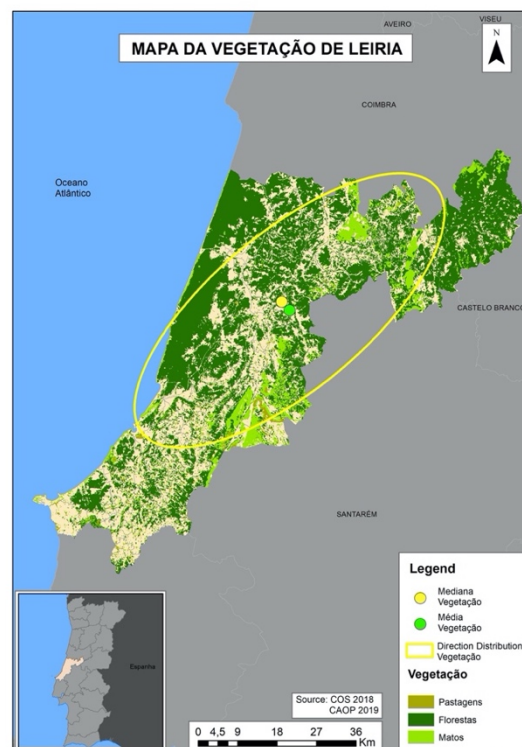 AVEIRO
VISEU
MAPA DA VEGETAÇÃO DE LEIRIA
N
COIMBRA
Oceano
Atlântico
CASTELO BRANCO
SANTARÉM
Legend
Mediana
Vegetação
Média
Vegetação
Direction Distribution
Vegetação
Vegetação
Pastagens
Florestas
Matos
Espanha
Source: COS 2018
CAOP 2019
0 4,5 9 18 27 36
Km